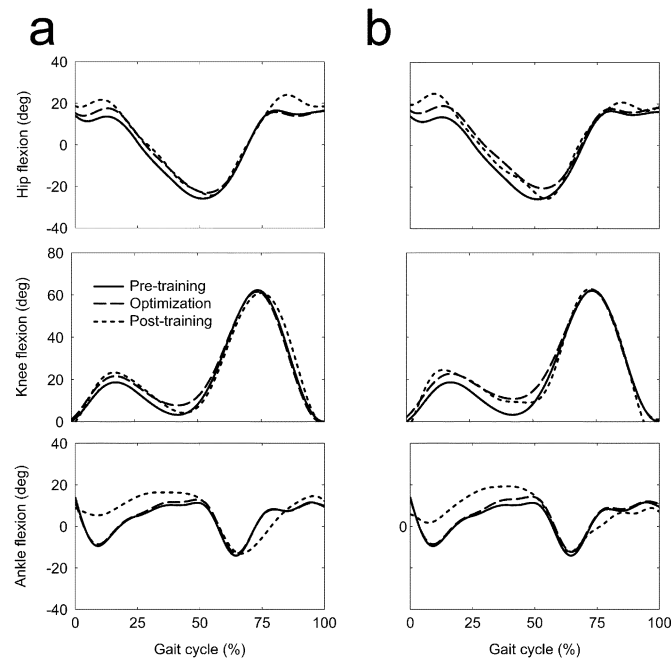 a
b
40
20
0
-20
-40
Hip flexion (deg)
80
60
40
20
0
Knee flexion (deg)
Pre-training
Optimization
Post-training
40
20
0
-20
-40
Ankle flexion (deg)
0
0 25 50 75 100
0 25 50 75 100
Gait cycle (%)
Gait cycle (%)